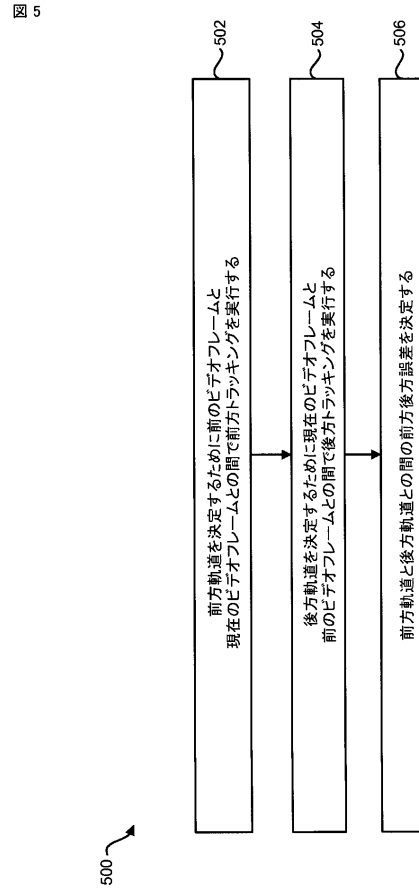 図 5
500
502
前方軌道を決定するために前のビデオフレームと
現在のビデオフレームとの間で前方トラッキングを実行する
504
後方軌道を決定するために現在のビデオフレームと
前のビデオフレームとの間で後方トラッキングを実行する
506
前方軌道と後方軌道との間の前方後方誤差を決定する